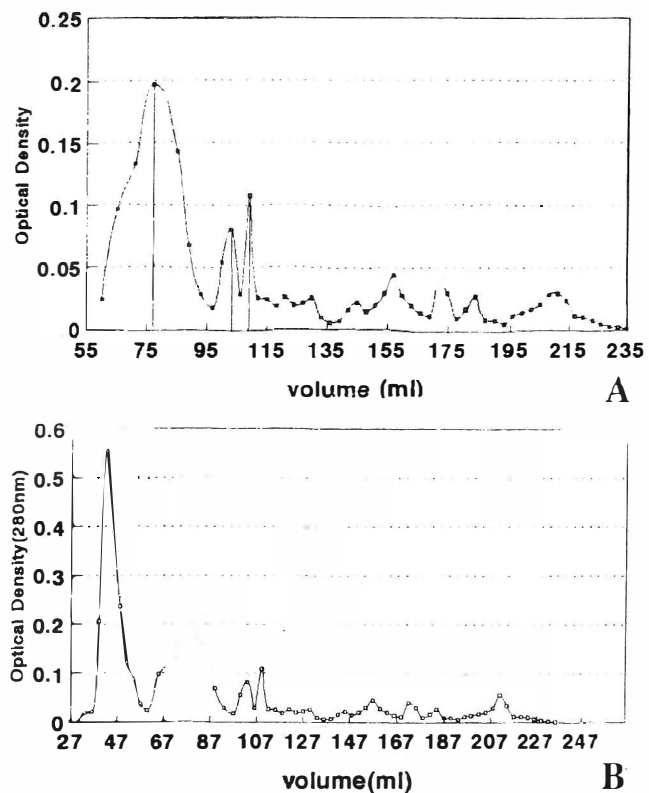 0.25
0.2
0.15
0.1
0.05
0
Optical Density
55 75 95 115 135 155 175 195 215 235
volume (ml)
A
0.6
0.5
0.4
0.3
0.2
0.1
0
Optical Density(280nm)
27 47 67 87 107 127 147 167 187 207 227 247
volume(ml)
B